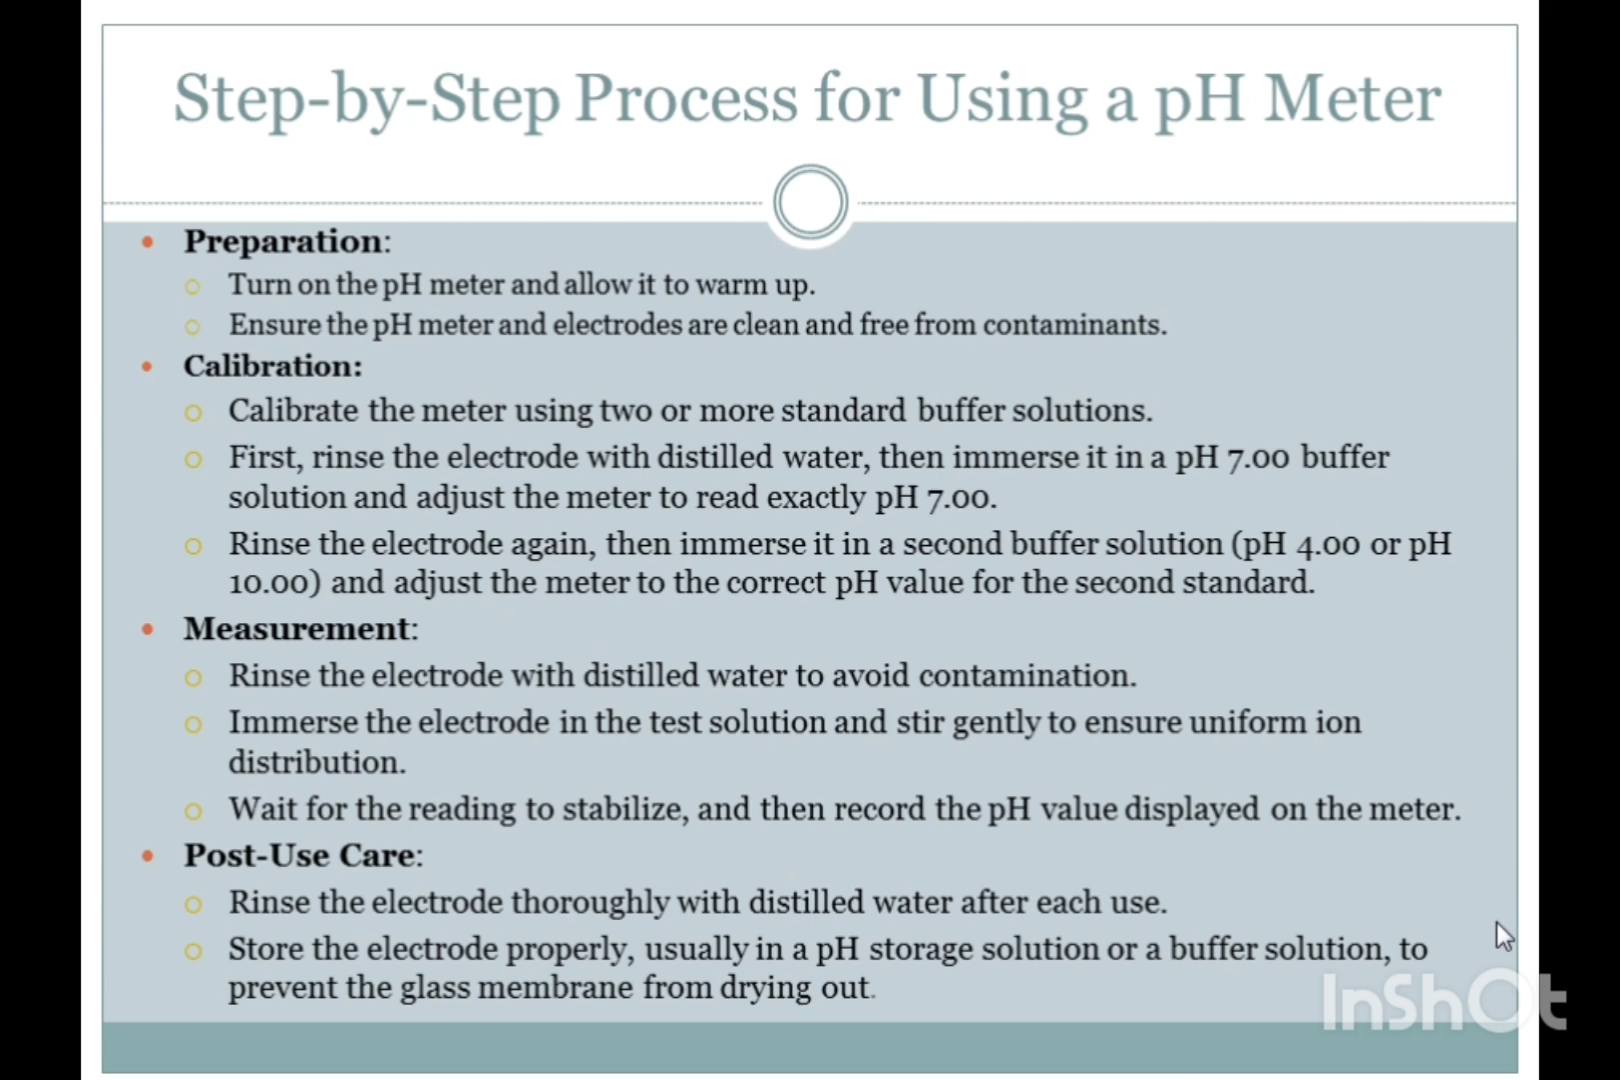 Step-by-Step Process for Using a pH Meter
Preparation:
Turn on the pH meter and allow it to warm up.
Ensure the pH meter and electrodes are clean and free from contaminants.
Calibration:
Calibrate the meter using two or more standard buffer solutions.
First, rinse the electrode with distilled water, then immerse it in a pH 7.00 buffer
solution and adjust the meter to read exactly pH 7.00.
Rinse the electrode again, then immerse it in a second buffer solution (pH 4.00 or pH
10.00) and adjust the meter to the correct pH value for the second standard.
Measurement:
Rinse the electrode with distilled water to avoid contamination.
Immerse the electrode in the test solution and stir gently to ensure uniform ion
distribution.
Wait for the reading to stabilize, and then record the pH value displayed on the meter.
Post-Use Care:
Rinse the electrode thoroughly with distilled water after each use.
Store the electrode properly, usually in a pH storage solution or a buffer solution, to
prevent the glass membrane from drying out.
InShOt